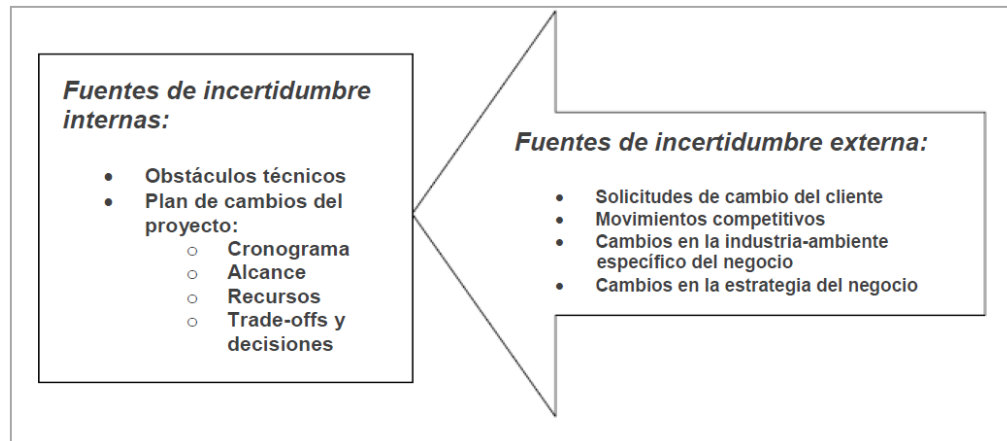 Fuentes de incertidumbre
internas:
• Obstáculos técnicos
• Plan de cambios del
proyecto:
o Cronograma
o Alcance
o Recursos
o Trade-offs y
decisiones
Fuentes de incertidumbre externa:
• Solicitudes de cambio del cliente
• Movimientos competitivos
• Cambios en la industria-ambiente
específico del negocio
• Cambios en la estrategia del negocio